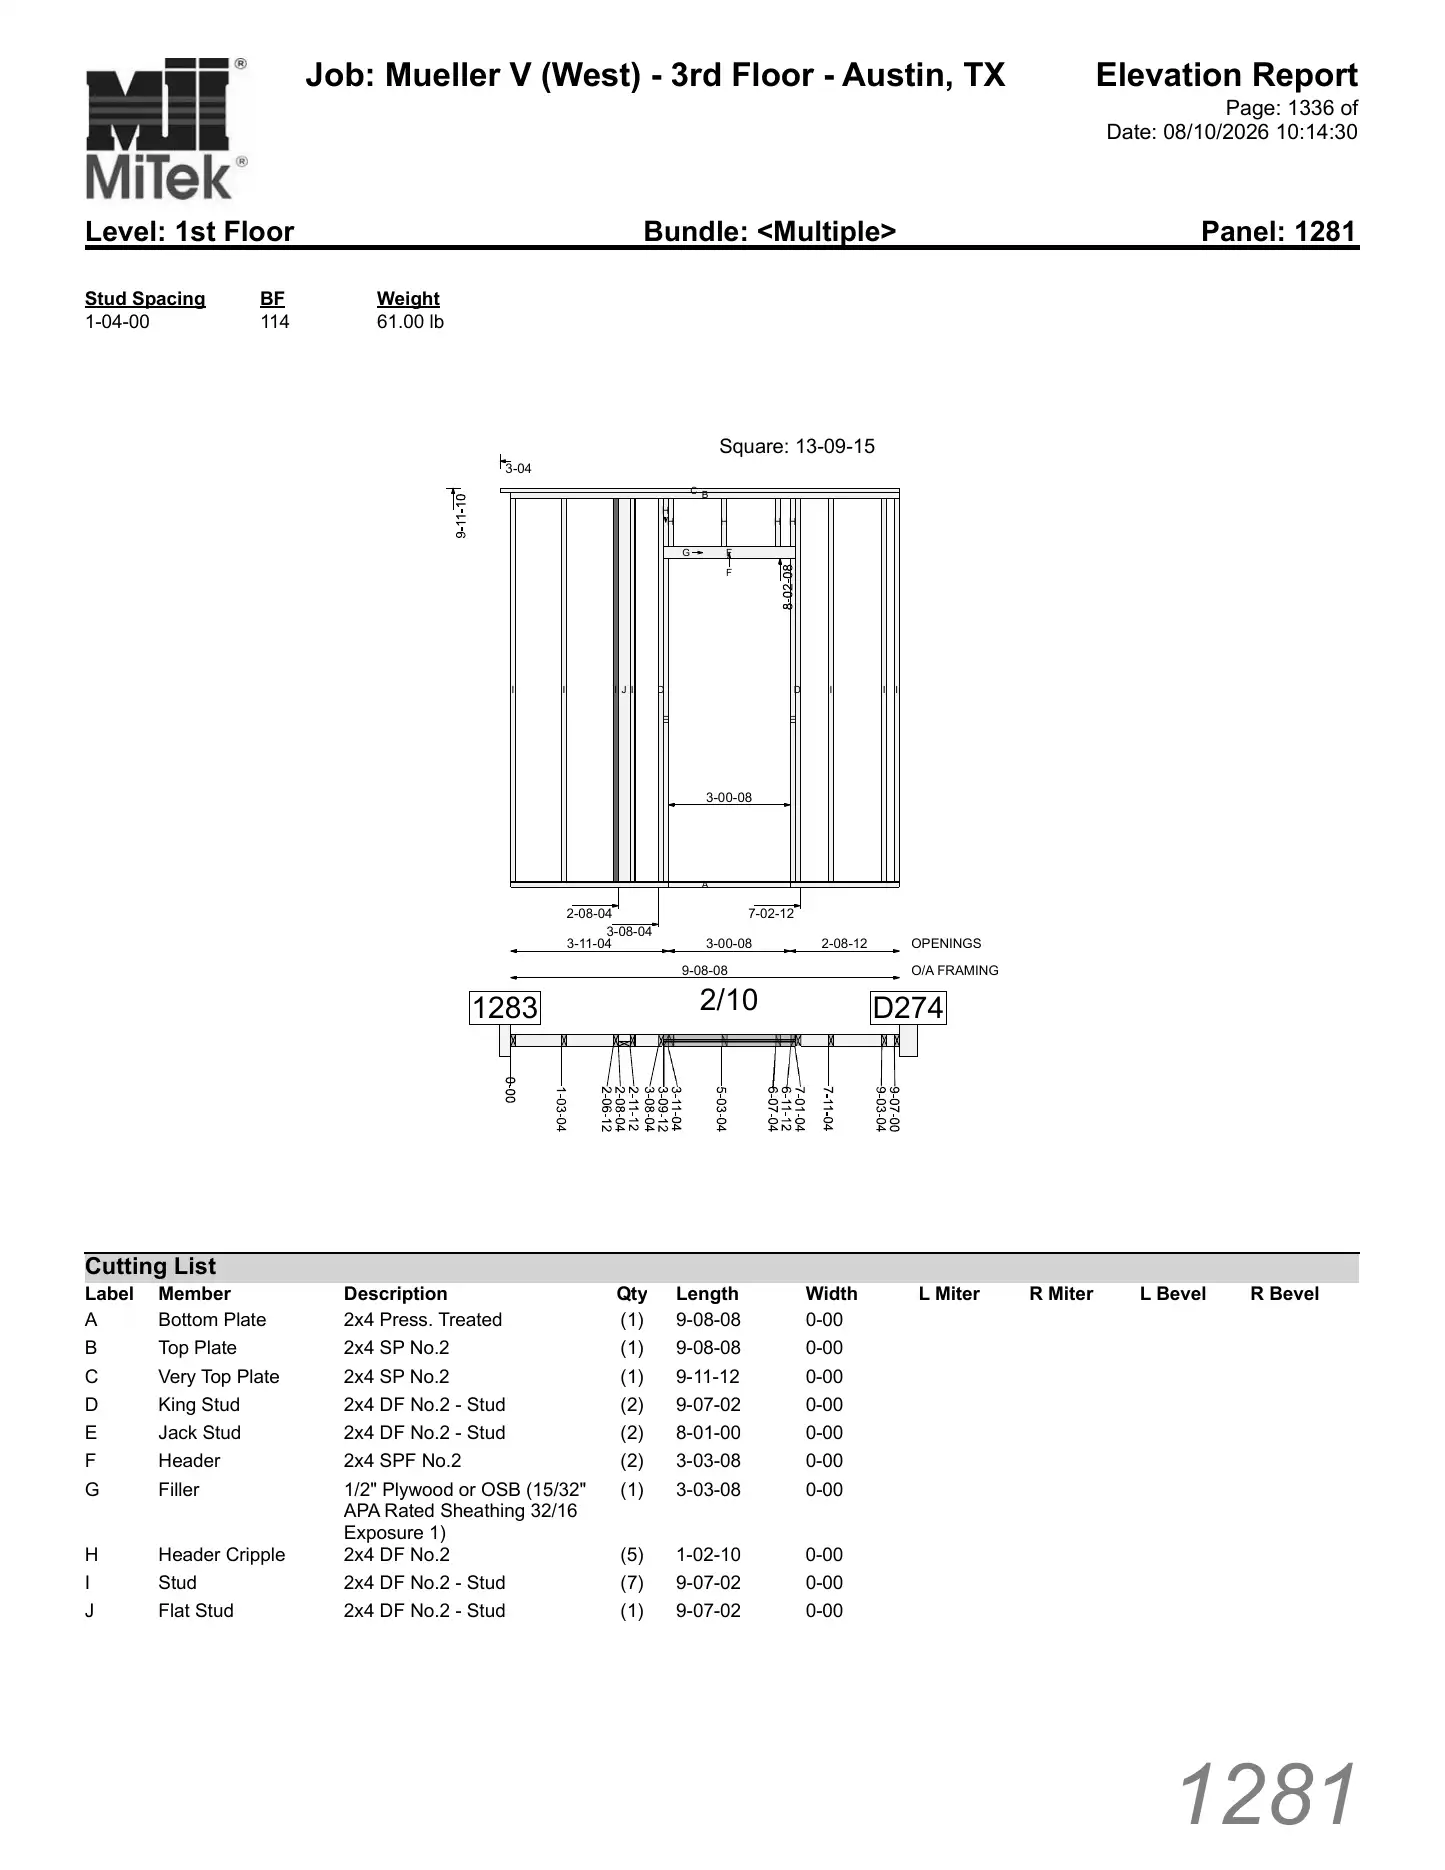 Job: Mueller V (West) - 3rd Floor - Austin, TX
Elevation Report
Page: 1336 of
Date: 08/10/2026 10:14:30
MiTek®
Level: 1st Floor Bundle: <Multiple> Panel: 1281
Stud Spacing BF Weight
1-04-00 114 61.00 lb
Square: 13-09-15
3-04
9-11-10
C B
H H H H H
G F
F
8-02-08
I I I J I D D I I I
E E
3-00-08
A
2-08-04 7-02-12
3-08-04
3-11-04 3-00-08 2-08-12 OPENINGS
9-08-08 O/A FRAMING
1283 2/10 D274
0-00 1-03-04 2-06-12 2-08-04 2-11-12 3-08-04 3-09-12 3-11-04 5-03-04 6-07-04 6-11-12 7-01-04 7-11-04 9-03-04 9-07-00
Cutting List
Label Member Description Qty Length Width L Miter R Miter L Bevel R Bevel
A Bottom Plate 2x4 Press. Treated (1) 9-08-08 0-00
B Top Plate 2x4 SP No.2 (1) 9-08-08 0-00
C Very Top Plate 2x4 SP No.2 (1) 9-11-12 0-00
D King Stud 2x4 DF No.2 - Stud (2) 9-07-02 0-00
E Jack Stud 2x4 DF No.2 - Stud (2) 8-01-00 0-00
F Header 2x4 SPF No.2 (2) 3-03-08 0-00
G Filler 1/2" Plywood or OSB (15/32" (1) 3-03-08 0-00
APA Rated Sheathing 32/16
Exposure 1)
H Header Cripple 2x4 DF No.2 (5) 1-02-10 0-00
I Stud 2x4 DF No.2 - Stud (7) 9-07-02 0-00
J Flat Stud 2x4 DF No.2 - Stud (1) 9-07-02 0-00
1281